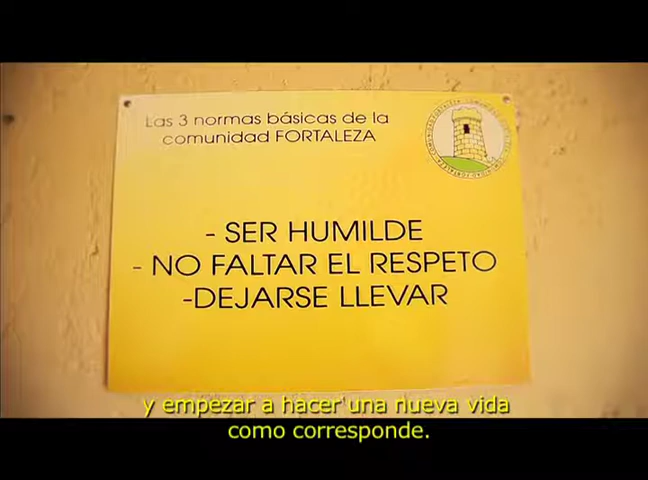 Las 3 normas básicas de la
comunidad FORTALEZA
- SER HUMILDE
- NO FALTAR EL RESPETO
-DEJARSE LLEVAR
y empezar a hacer una nueva vida
como corresponde.